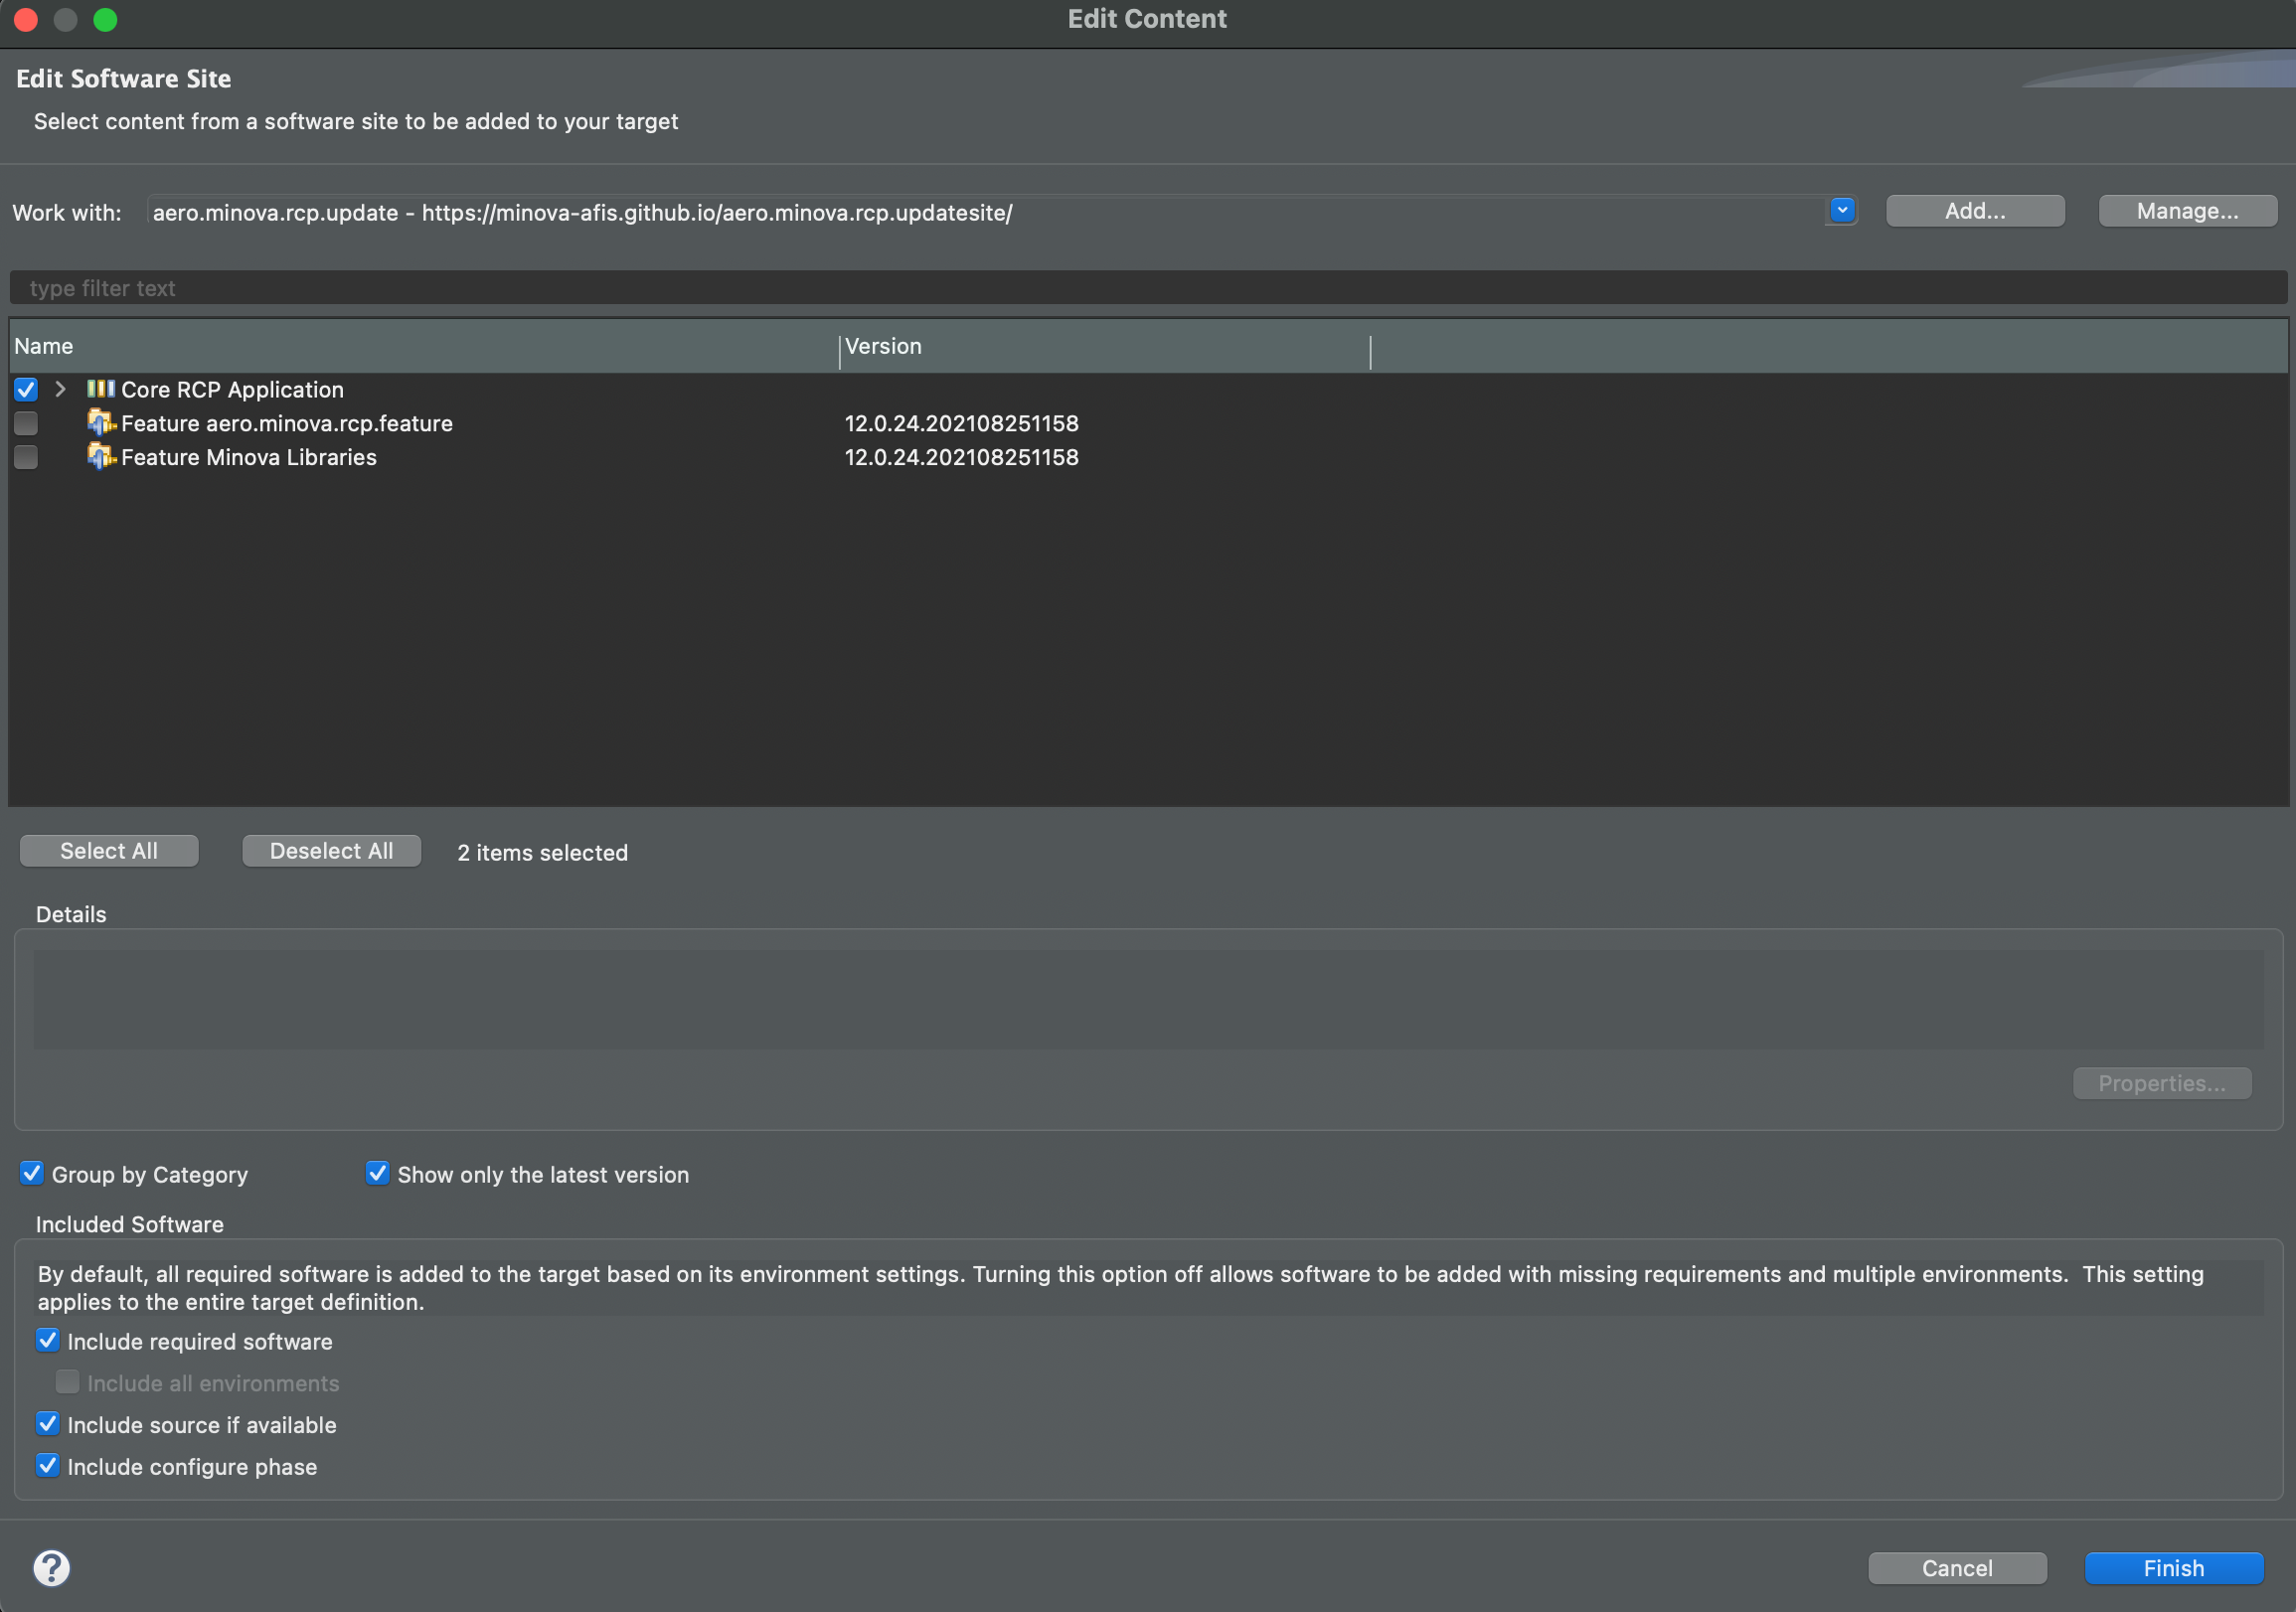 Edit Content
Edit Software Site
Select content from a software site to be added to your target
Work with: aero.minova.rcp.update - https://minova-afis.github.io/aero.minova.rcp.updatesite/ Add... Manage...
type filter text
Name Version
Core RCP Application
Feature aero.minova.rcp.feature 12.0.24.202108251158
Feature Minova Libraries 12.0.24.202108251158
Select All Deselect All 2 items selected
Details
Properties...
Group by Category Show only the latest version
Included Software
By default, all required software is added to the target based on its environment settings. Turning this option off allows software to be added with missing requirements and multiple environments.  This setting
applies to the entire target definition.
Include required software
Include all environments
Include source if available
Include configure phase
? Cancel Finish